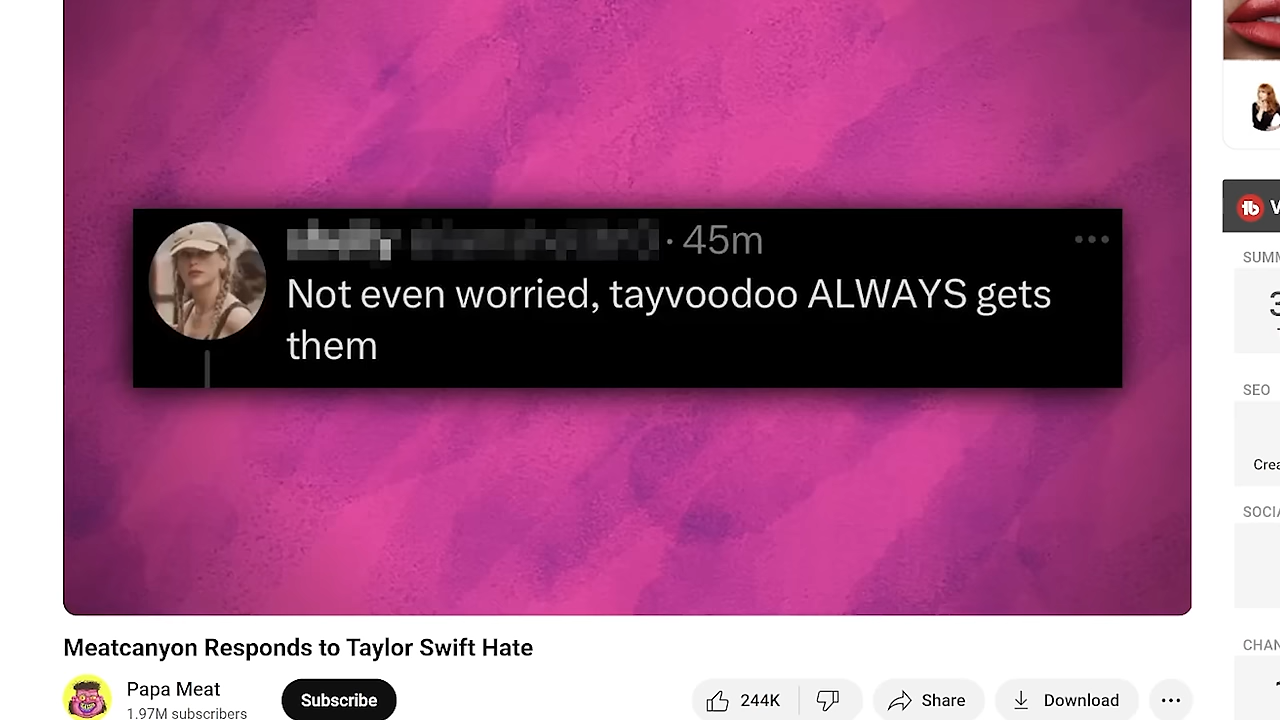 · 45m
Not even worried, tayvoodoo ALWAYS gets
them
Meatcanyon Responds to Taylor Swift Hate
Papa Meat
1.97M subscribers
Subscribe
244K
Share
Download
SEO